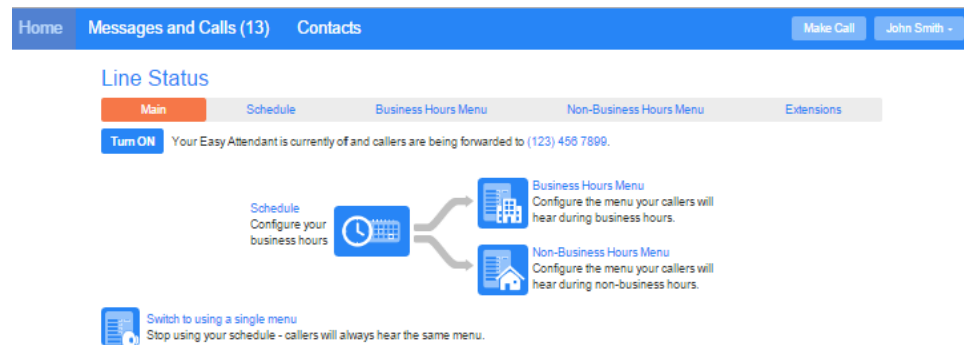 Home Messages and Calls (13) Contacts Make Call John Smith
Line Status
Main Schedule Business Hours Menu Non-Business Hours Menu Extensions
Turn ON Your Easy Attendant is currently of and callers are being forwarded to (123) 456 7899.
Schedule
Configure your
business hours
Business Hours Menu
Configure the menu your callers will
hear during business hours.
Non-Business Hours Menu
Configure the menu your callers will
hear during non-business hours.
Switch to using a single menu
Stop using your schedule - callers will always hear the same menu.